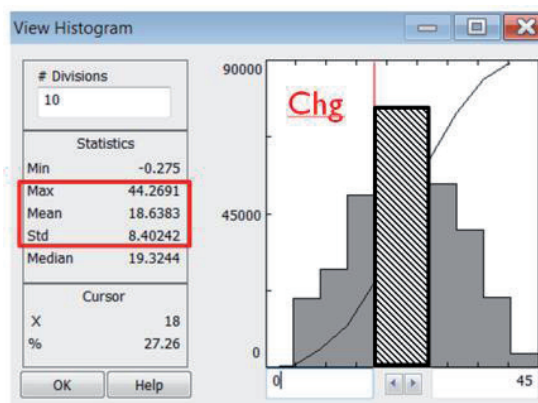 View Histogram
# Divisions
10
Statistics
Min -0.275
Max 44.2691
Mean 18.6383
Std 8.40242
Median 19.3244
Cursor
X 18
% 27.26
OK Help
90000
Chg
45000
0
0 45